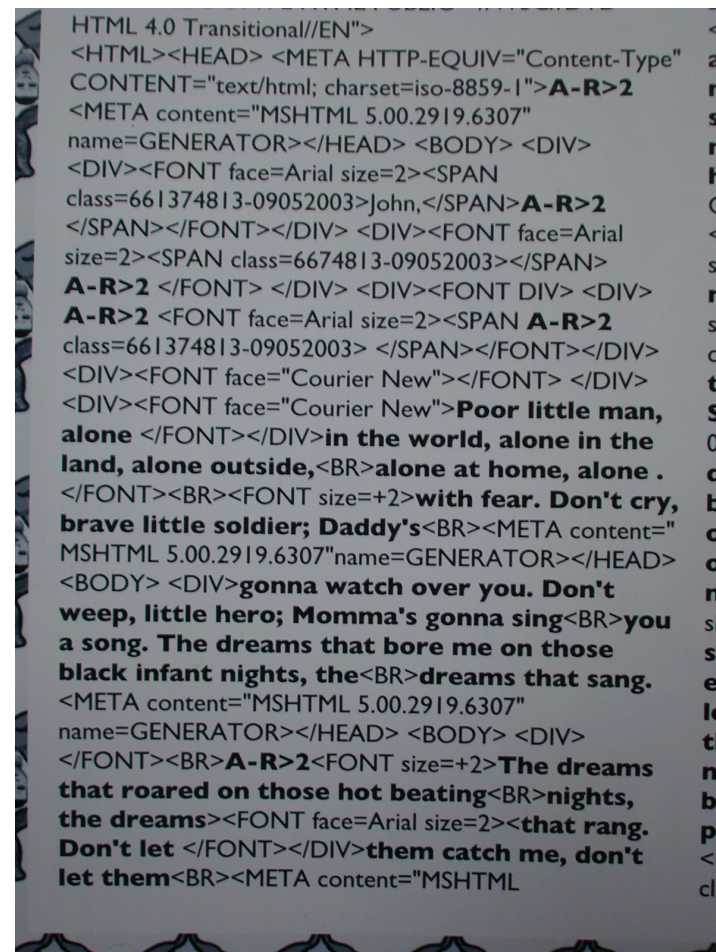 HTML 4.0 Transitional//EN">
<HTML><HEAD> <META HTTP-EQUIV="Content-Type"
CONTENT="text/html; charset=iso-8859-1">A-R>2
<META content="MSHTML 5.00.2919.6307"
name=GENERATOR></HEAD> <BODY> <DIV>
<DIV><FONT face=Arial size=2><SPAN
class=661374813-09052003>John,</SPAN>A-R>2
</SPAN></FONT></DIV> <DIV><FONT face=Arial
size=2><SPAN class=6674813-09052003></SPAN>
A-R>2 </FONT> </DIV> <DIV><FONT DIV> <DIV>
A-R>2 <FONT face=Arial size=2><SPAN A-R>2
class=661374813-09052003> </SPAN></FONT></DIV>
<DIV><FONT face="Courier New"></FONT> </DIV>
<DIV><FONT face="Courier New">Poor little man,
alone </FONT></DIV>in the world, alone in the
land, alone outside,<BR>alone at home, alone .
</FONT><BR><FONT size=+2>with fear. Don't cry,
brave little soldier; Daddy's<BR><META content="
MSHTML 5.00.2919.6307"name=GENERATOR></HEAD>
<BODY> <DIV>gonna watch over you. Don't
weep, little hero; Momma's gonna sing<BR>you
a song. The dreams that bore me on those
black infant nights, the<BR>dreams that sang.
<META content="MSHTML 5.00.2919.6307"
name=GENERATOR></HEAD> <BODY> <DIV>
</FONT><BR>A-R>2<FONT size=+2>The dreams
that roared on those hot beating<BR>nights,
the dreams><FONT face=Arial size=2><that rang.
Don't let </FONT></DIV>them catch me, don't
let them<BR><META content="MSHTML